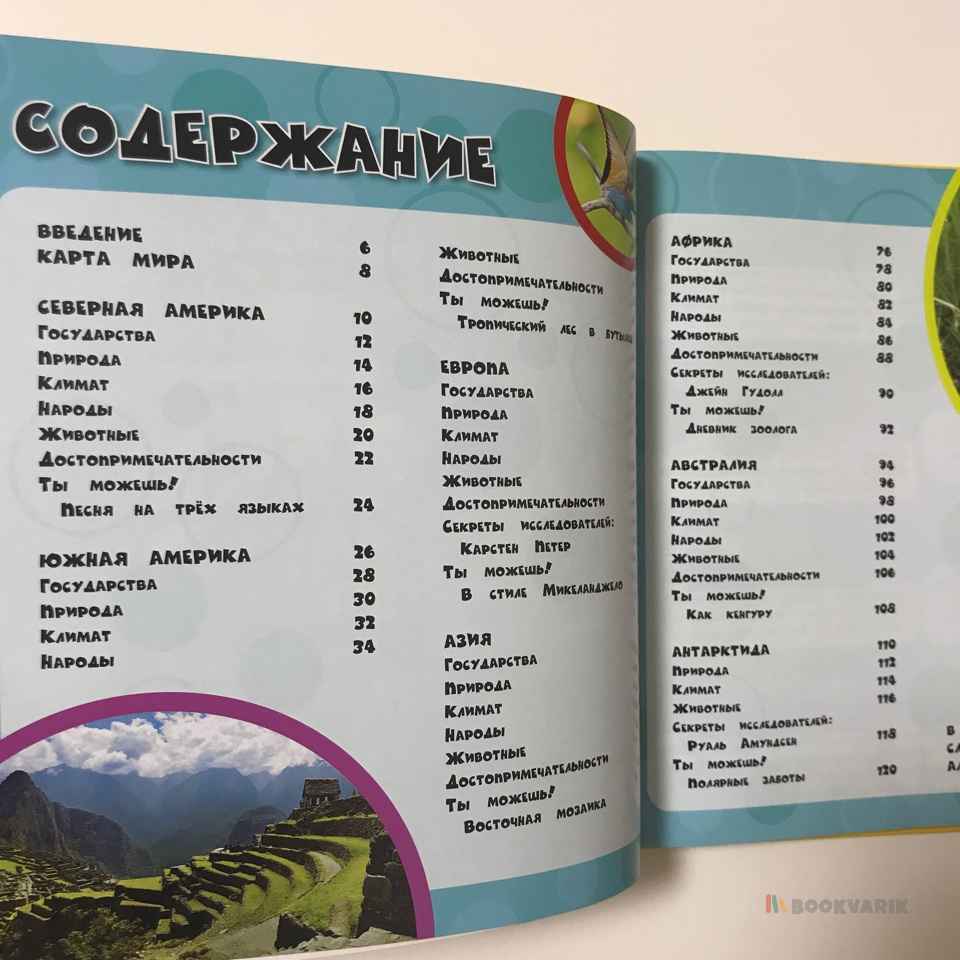 СОДЕРЖАНИЕ
ВВЕДЕНИЕ 6
КАРТА МИРА 8
СЕВЕРНАЯ АМЕРИКА 10
Государства 12
Природа 14
Климат 16
Народы 18
Животные 20
Достопримечательности 22
Ты можешь!
Песня на трёх языках 24
ЮЖНАЯ АМЕРИКА 26
Государства 28
Природа 30
Климат 32
Народы 34
Животные
Достопримечательности
Ты можешь!
Тропический лес в
ЕВРОПА
Государства
Природа
Климат
Народы
Животные
Достопримечательности
Секреты исследователей:
Карстен Петер
Ты можешь!
В стиле Микеланджело
АЗИЯ
Государства
Природа
Климат
Народы
Животные
Достопримечательности
Ты можешь!
Восточная мозаика
АФРИКА 76
Государства 78
Природа 80
Климат 82
Народы 84
Животные 86
Достопримечательности 88
Секреты исследователей:
Джейн Гудолл 90
Ты можешь!
Дневник зоолога 92
АВСТРАЛИЯ 94
Государства 96
Природа 98
Климат 100
Народы 102
Животные 104
Достопримечательности 106
Ты можешь!
Как кенгуру 108
АНТАРКТИДА 110
Природа 112
Климат 114
Животные 116
Секреты исследователей:
Руаль Амундсен 118
Ты можешь!
Полярные заботы 120
BOOKVARIK